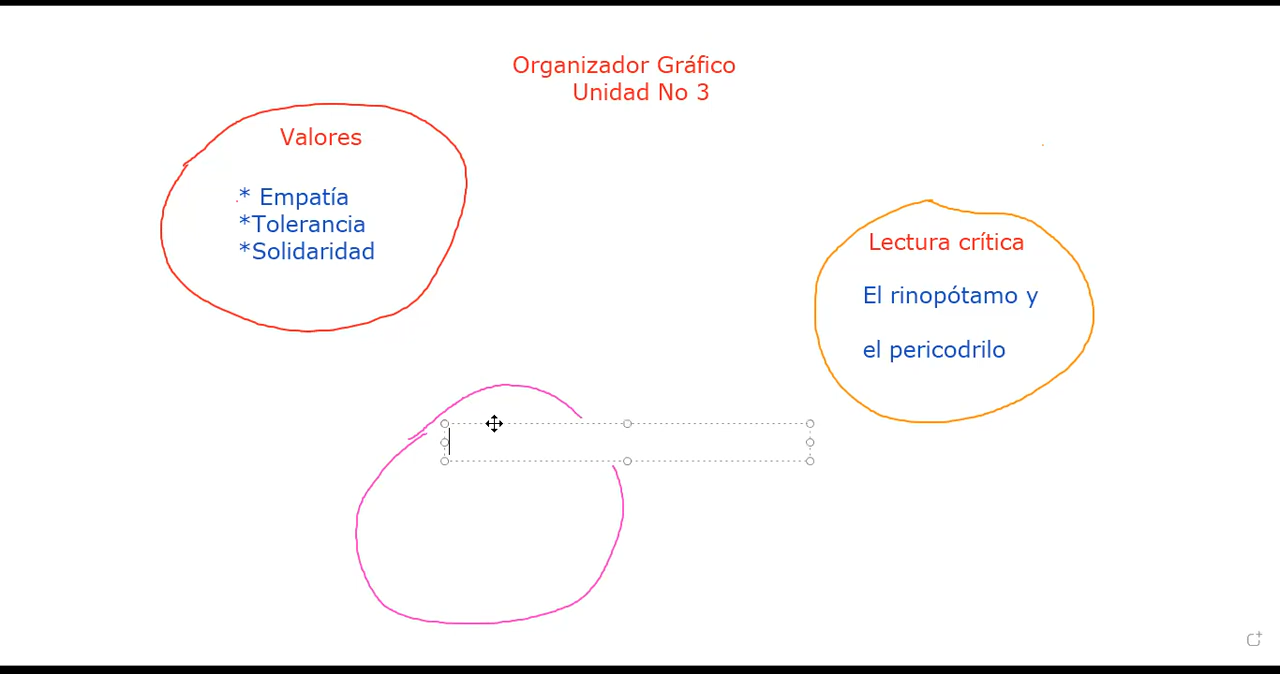 Organizador Gráfico
Unidad No 3
Valores
* Empatía
*Tolerancia
*Solidaridad
Lectura crítica
El rinopótamo y
el pericodrilo